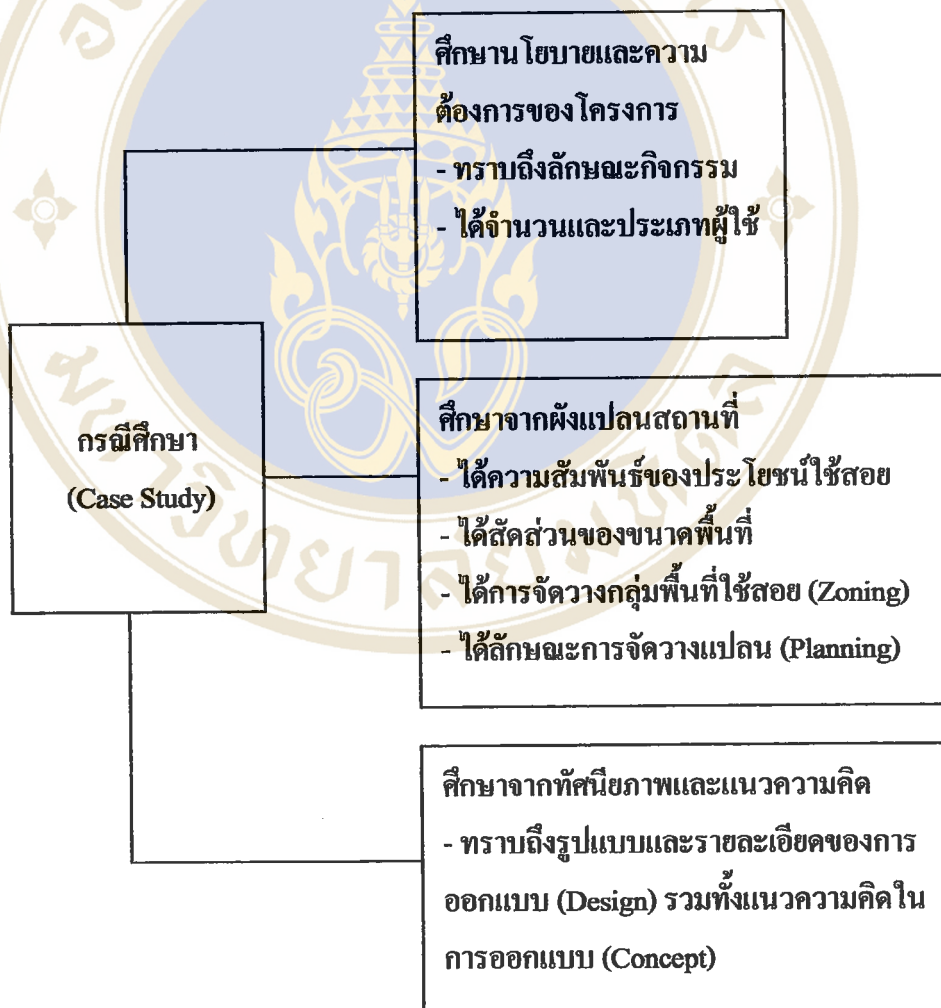 ศึกษานโยบายและความ
ต้องการของโครงการ
- ทราบถึงลักษณะกิจกรรม
- ได้จำนวนและประเภทผู้ใช้
กรณีศึกษา
(Case Study)
ศึกษาจากผังแปลนสถานที่
- ได้ความสัมพันธ์ของประโยชน์ใช้สอย
- ได้สัดส่วนของขนาดพื้นที่
- ได้การจัดวางกลุ่มพื้นที่ใช้สอย (Zoning)
- ได้ลักษณะการจัดวางแปลน (Planning)
ศึกษาจากทัศนียภาพและแนวความคิด
- ทราบถึงรูปแบบและรายละเอียดของการ
ออกแบบ (Design) รวมทั้งแนวความคิดใน
การออกแบบ (Concept)
มหาวิทยาลัยมหิดล